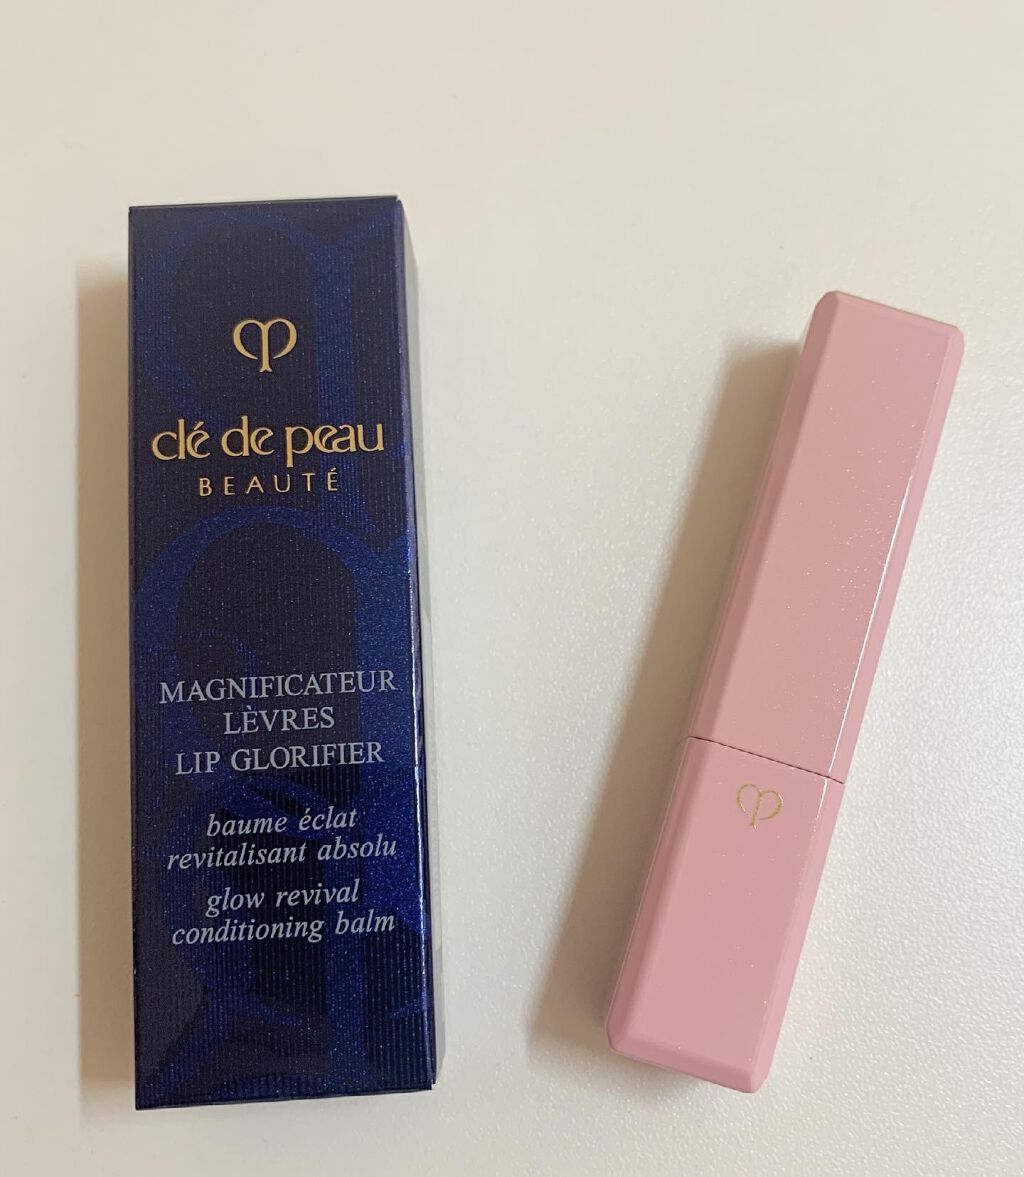 clé de peau
BEAUTÉ
MAGNIFICATEUR
LÈVRES
LIP GLORIFIER
baume éclat
revitalisant absolu
glow revival
conditioning balm